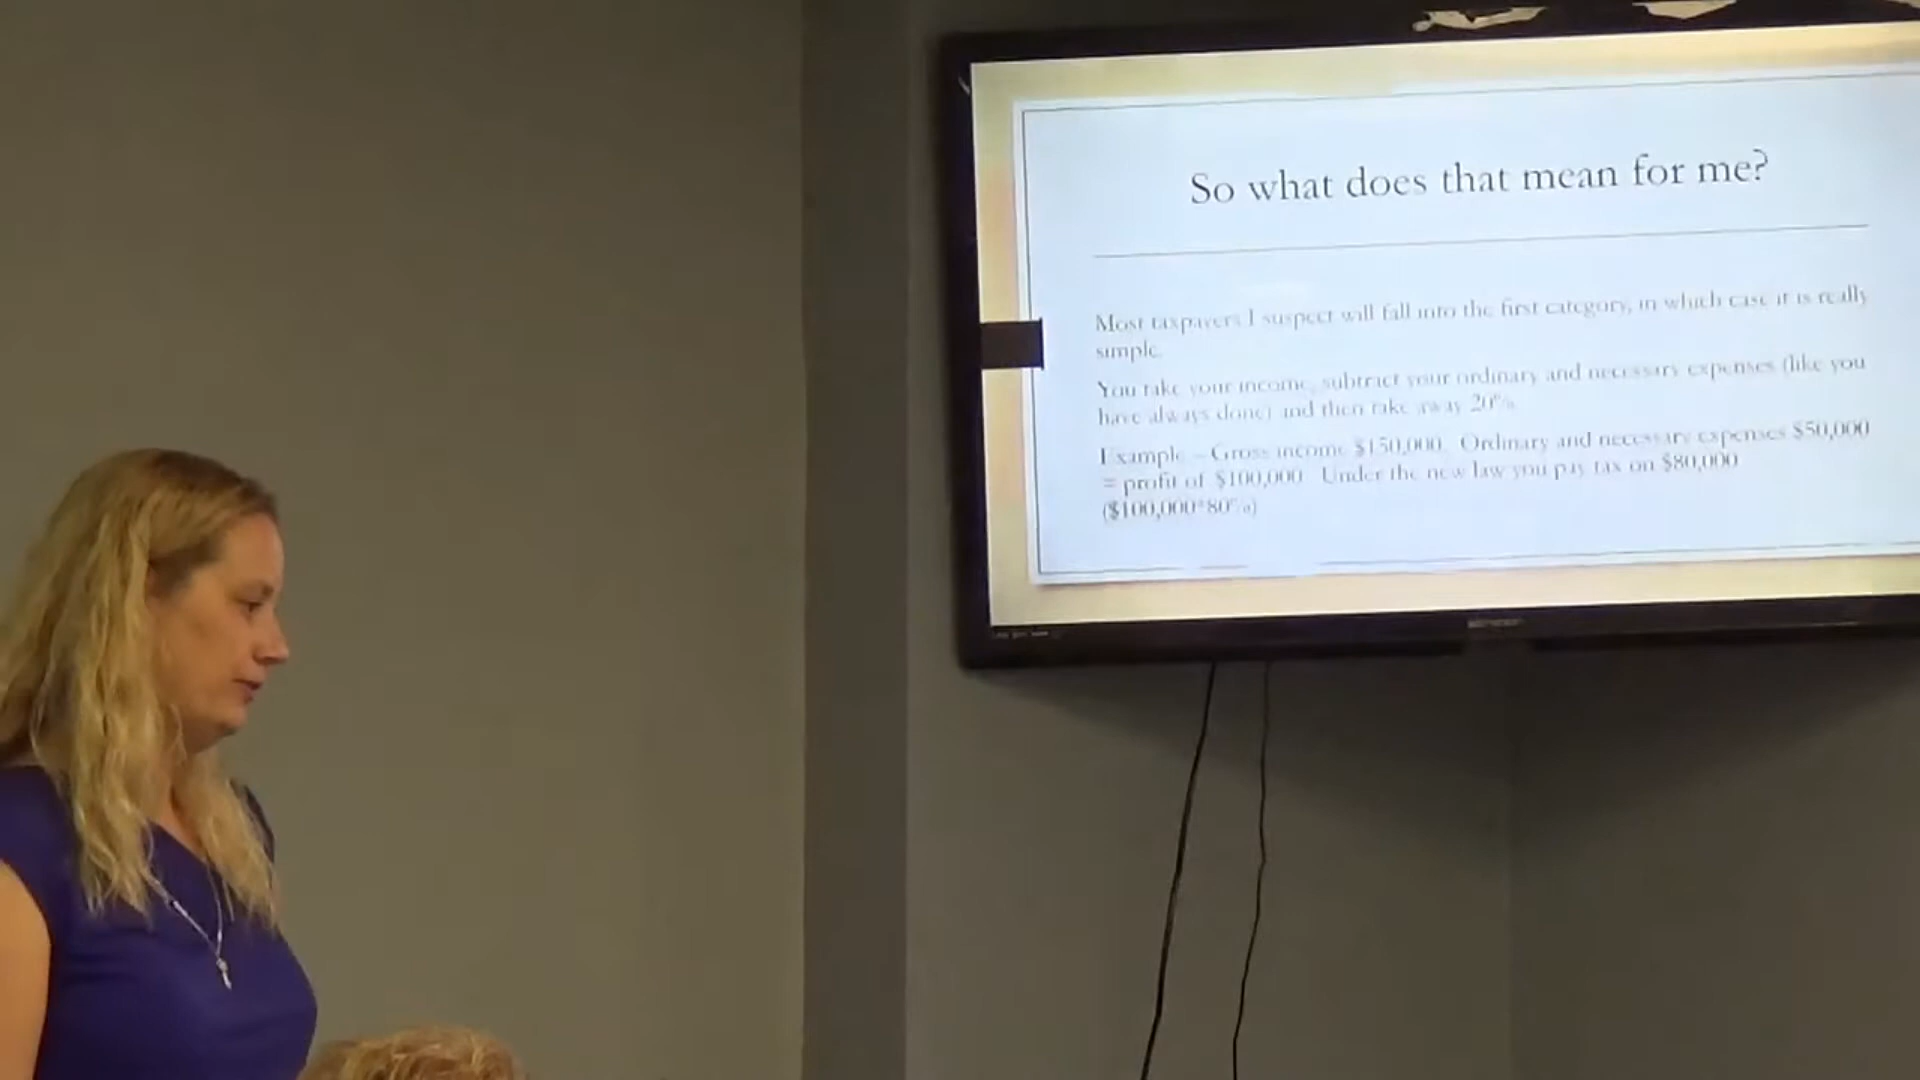 So what does that mean for me?
Most taxpayers I suspect will fall into the first category, in which case it is really
simple.
You take your income, subtract your ordinary and necessary expenses (like you
have always done) and then take away 20%.
Example – Gross income $150,000. Ordinary and necessary expenses $50,000
= profit of $100,000. Under the new law you pay tax on $80,000
($100,000*80%)